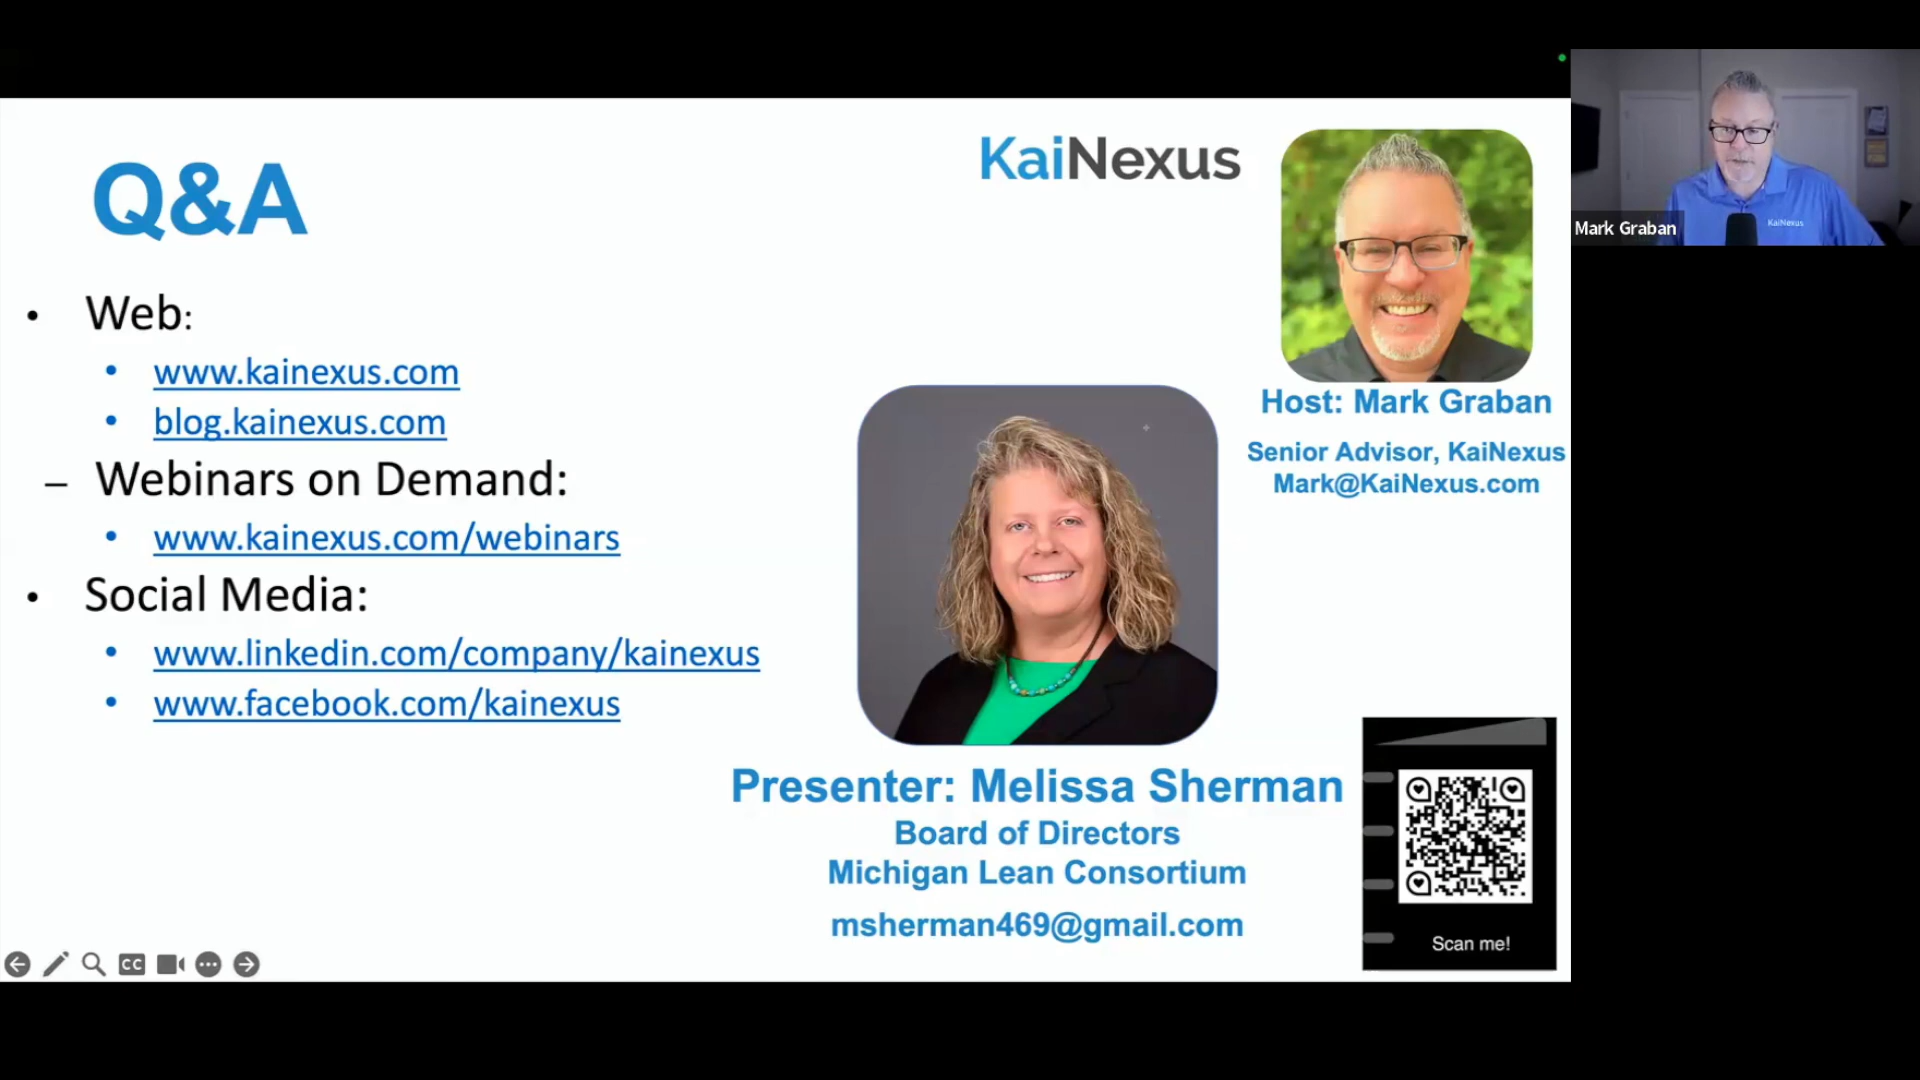 Q&A
KaiNexus
Web:
www.kainexus.com
blog.kainexus.com
Webinars on Demand:
www.kainexus.com/webinars
Social Media:
www.linkedin.com/company/kainexus
www.facebook.com/kainexus
Host: Mark Graban
Senior Advisor, KaiNexus
Mark@KaiNexus.com
Presenter: Melissa Sherman
Board of Directors
Michigan Lean Consortium
msherman469@gmail.com
Scan me!
CC
Mark Graban
KaiNexus